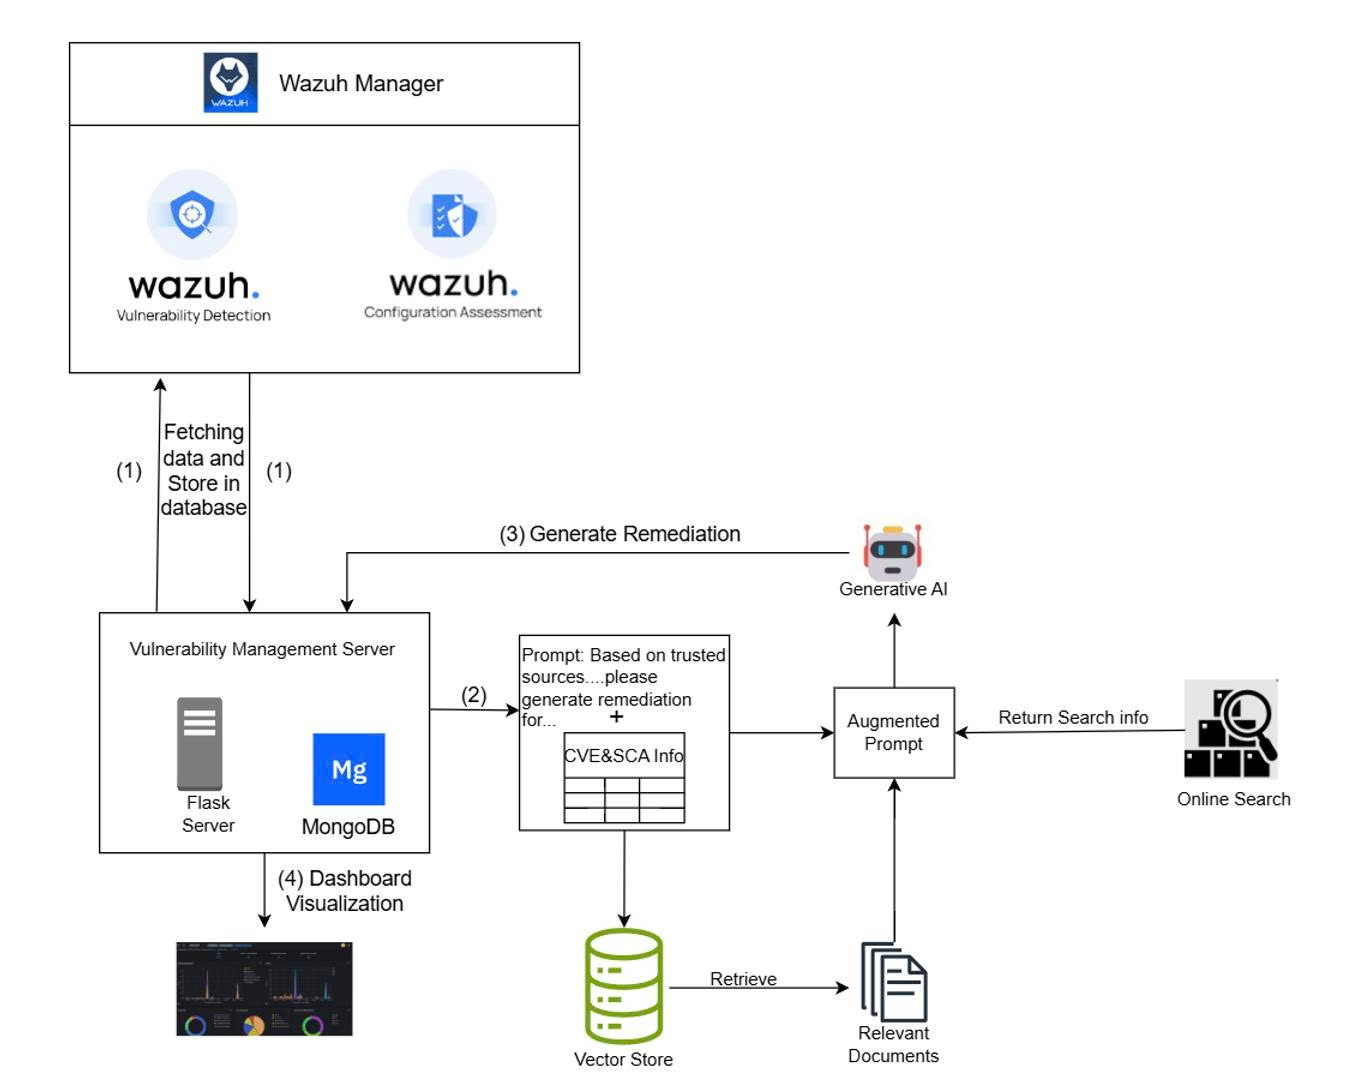 WAZUH
Wazuh Manager
wazuh.
Vulnerability Detection
wazuh.
Configuration Assessment
(1)
Fetching
data and
Store in
database
(1)
(3) Generate Remediation
Generative AI
Vulnerability Management Server
Flask
Server
Mg
MongoDB
(2)
Prompt: Based on trusted
sources....please
generate remediation
for...
+
CVE&SCA Info
Augmented
Prompt
Return Search info
Online Search
(4) Dashboard
Visualization
Vector Store
Retrieve
Relevant
Documents